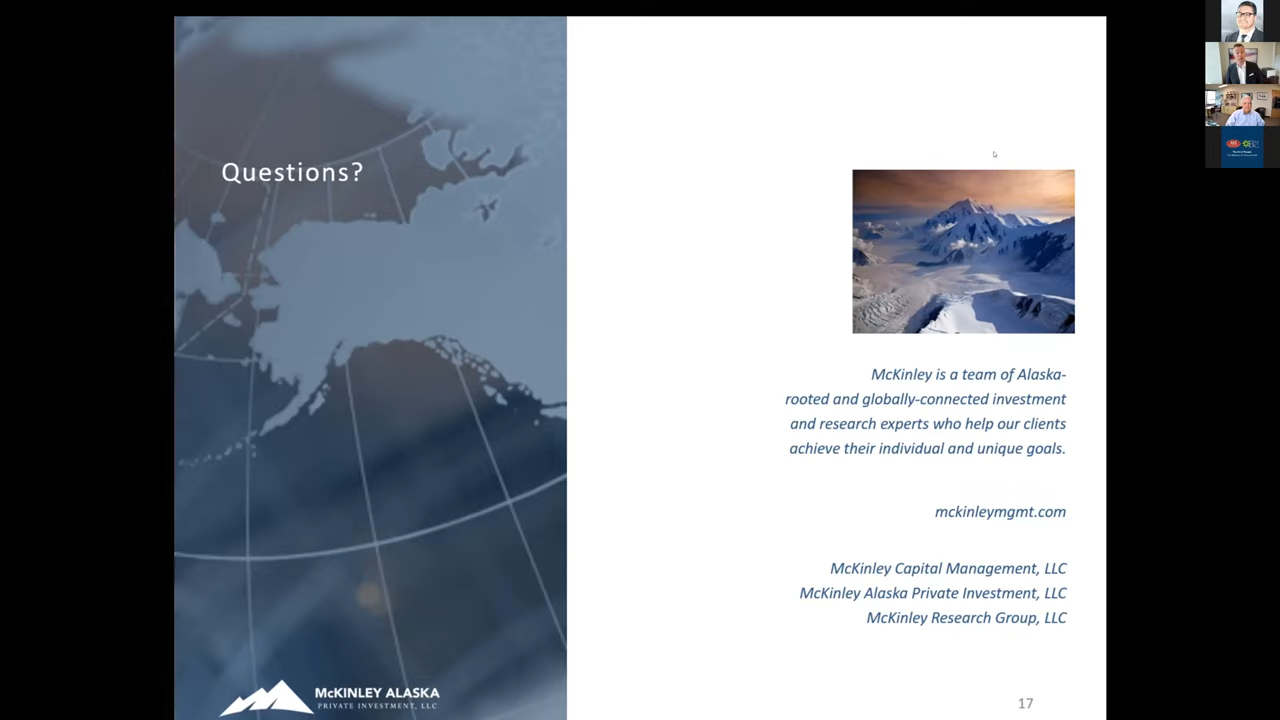 Questions?
McKinley is a team of Alaska-
rooted and globally-connected investment
and research experts who help our clients
achieve their individual and unique goals.
mckinleymgmt.com
McKinley Capital Management, LLC
McKinley Alaska Private Investment, LLC
McKinley Research Group, LLC
McKINLEY ALASKA
PRIVATE INVESTMENT, LLC
17